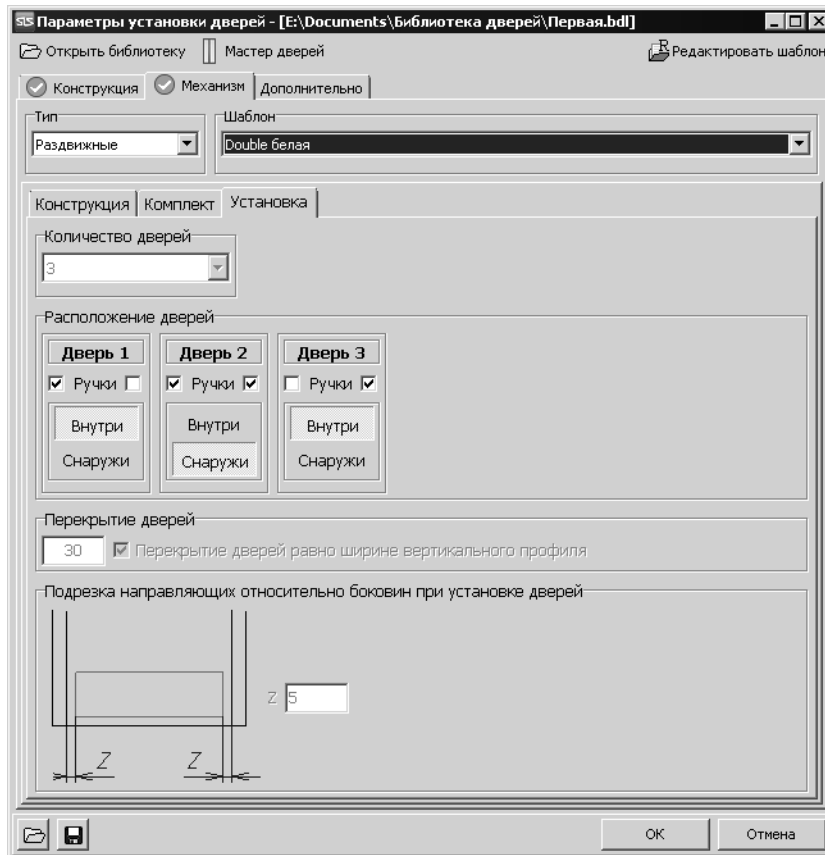 SLS Параметры установки дверей - [E:\Documents\Библиотека дверей\Первая.bdl]
Открыть библиотеку Мастер дверей R Редактировать шаблон
Конструкция Механизм Дополнительно
Тип Шаблон
Раздвижные Double белая
Конструкция Комплект Установка
Количество дверей
3
Расположение дверей
Дверь 1 Дверь 2 Дверь 3
Ручки Ручки Ручки
Внутри Внутри Внутри
Снаружи Снаружи Снаружи
Перекрытие дверей
30 Перекрытие дверей равно ширине вертикального профиля
Подрезка направляющих относительно боковин при установке дверей
Z 5
Z Z
OK Отмена